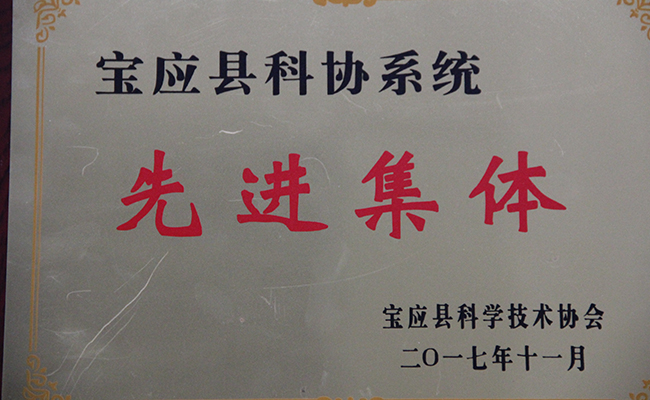 宝应县科协系统
先进集体
宝应县科学技术协会
二〇一七年十一月